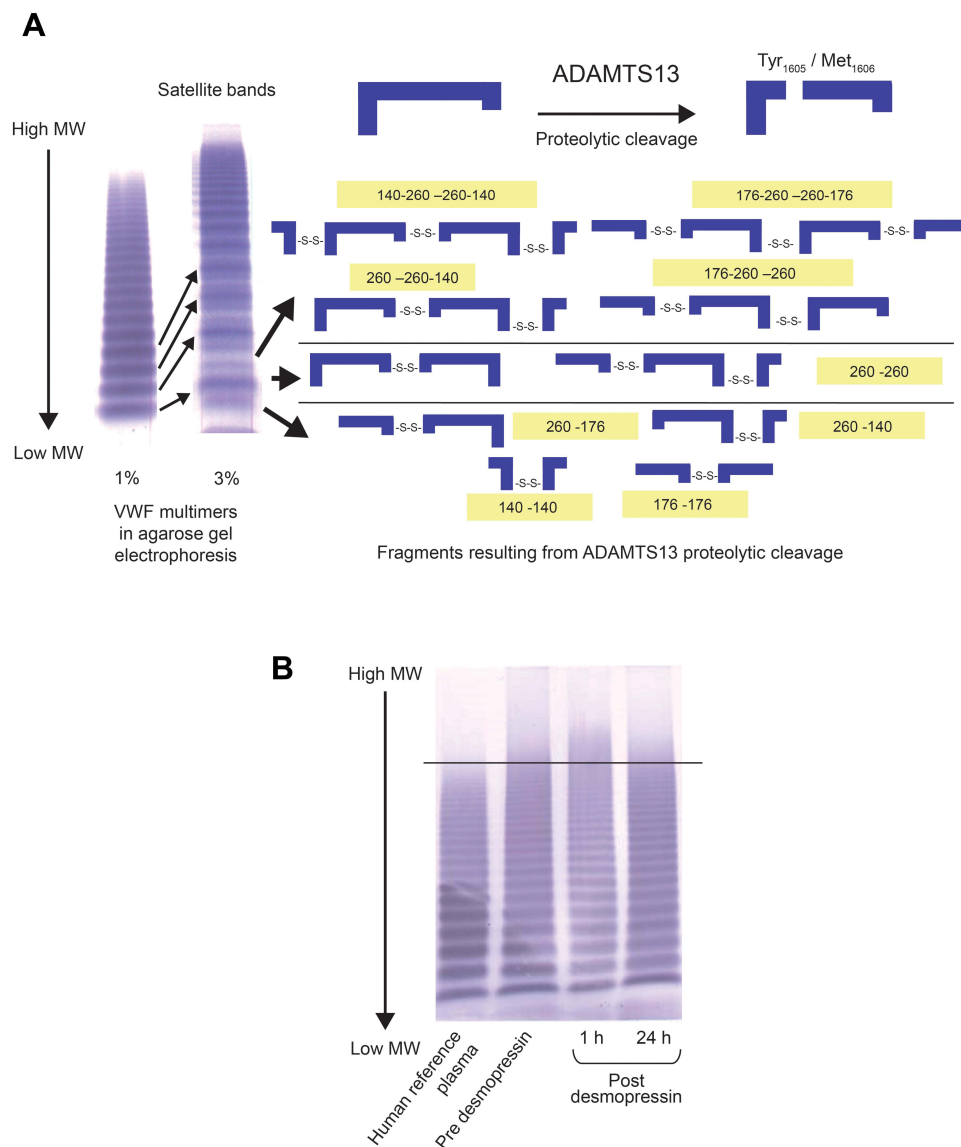 A
Satellite bands
High MW
ADAMTS13
Tyr1605 / Met1606
Proteolytic cleavage
140-260 –260-140
176-260 –260-176
-S-S-
-S-S-
-S-S-
-S-S-
-S-S-
-S-S-
260 –260-140
176-260 –260
-S-S-
-S-S-
-S-S-
-S-S-
-S-S-
-S-S-
-S-S-
260 -260
-S-S-
260 -176
-S-S-
260 -140
-S-S-
-S-S-
140 -140
176 -176
Low MW
1%
3%
VWF multimers
in agarose gel
electrophoresis
Fragments resulting from ADAMTS13 proteolytic cleavage
B
High MW
Low MW
Human reference
plasma
Pre desmopressin
1 h
24 h
Post
desmopressin